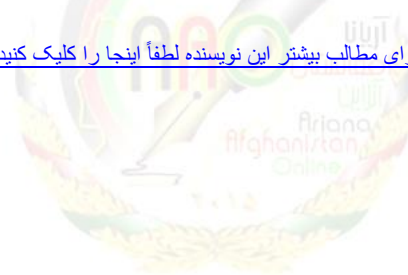 رای مطالب بیشتر این نویسنده لطفاً اینجا را کلیک کنید
آریانا
Ariana
Afghanistan
Online